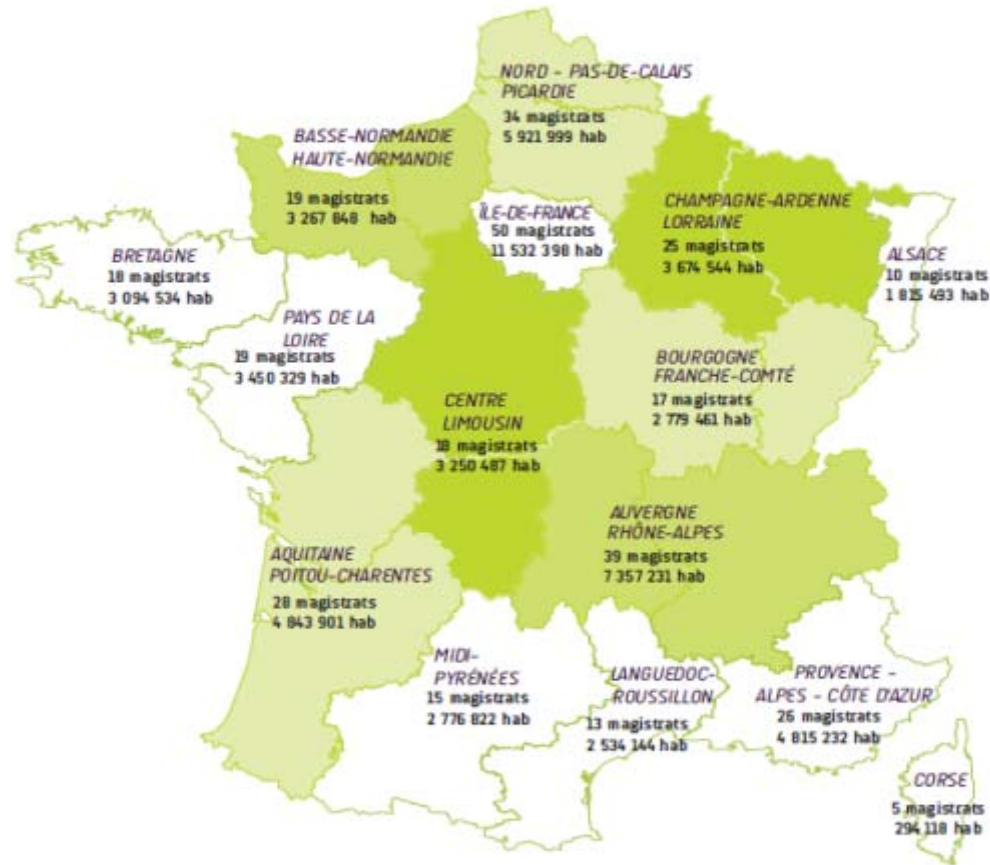 NORD - PAS-DE-CALAIS
PICARDIE
34 magistrats
5 921 999 hab
BASSE-NORMANDIE
HAUTE-NORMANDIE
19 magistrats
3 267 848 hab
ÎLE-DE-FRANCE
50 magistrats
11 532 398 hab
CHAMPAGNE-ARDENNE
LORRAINE
25 magistrats
3 674 544 hab
ALSACE
10 magistrats
1 815 493 hab
BRETAGNE
18 magistrats
3 094 534 hab
PAYS DE LA
LOIRE
19 magistrats
3 450 329 hab
BOURGOGNE
FRANCHE-COMTÉ
17 magistrats
2 779 461 hab
CENTRE
LIMOUSIN
18 magistrats
3 250 487 hab
AUVERGNE
RHÔNE-ALPES
39 magistrats
7 357 231 hab
AQUITAINE
POITOU-CHARENTES
28 magistrats
4 843 901 hab
MIDI-
PYRÉNÉES
15 magistrats
2 776 822 hab
LANGUEDOC-
ROUSSILLON
13 magistrats
2 534 144 hab
PROVENCE -
ALPES - CÔTE D'AZUR
26 magistrats
4 815 232 hab
CORSE
5 magistrats
294 118 hab